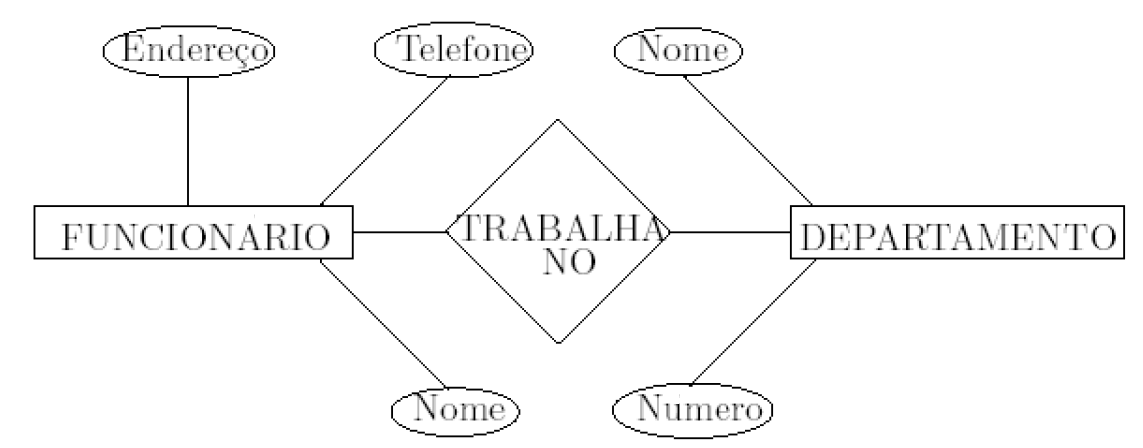 Endereço
Telefone
Nome
FUNCIONARIO
TRABALHA
NO
DEPARTAMENTO
Nome
Numero